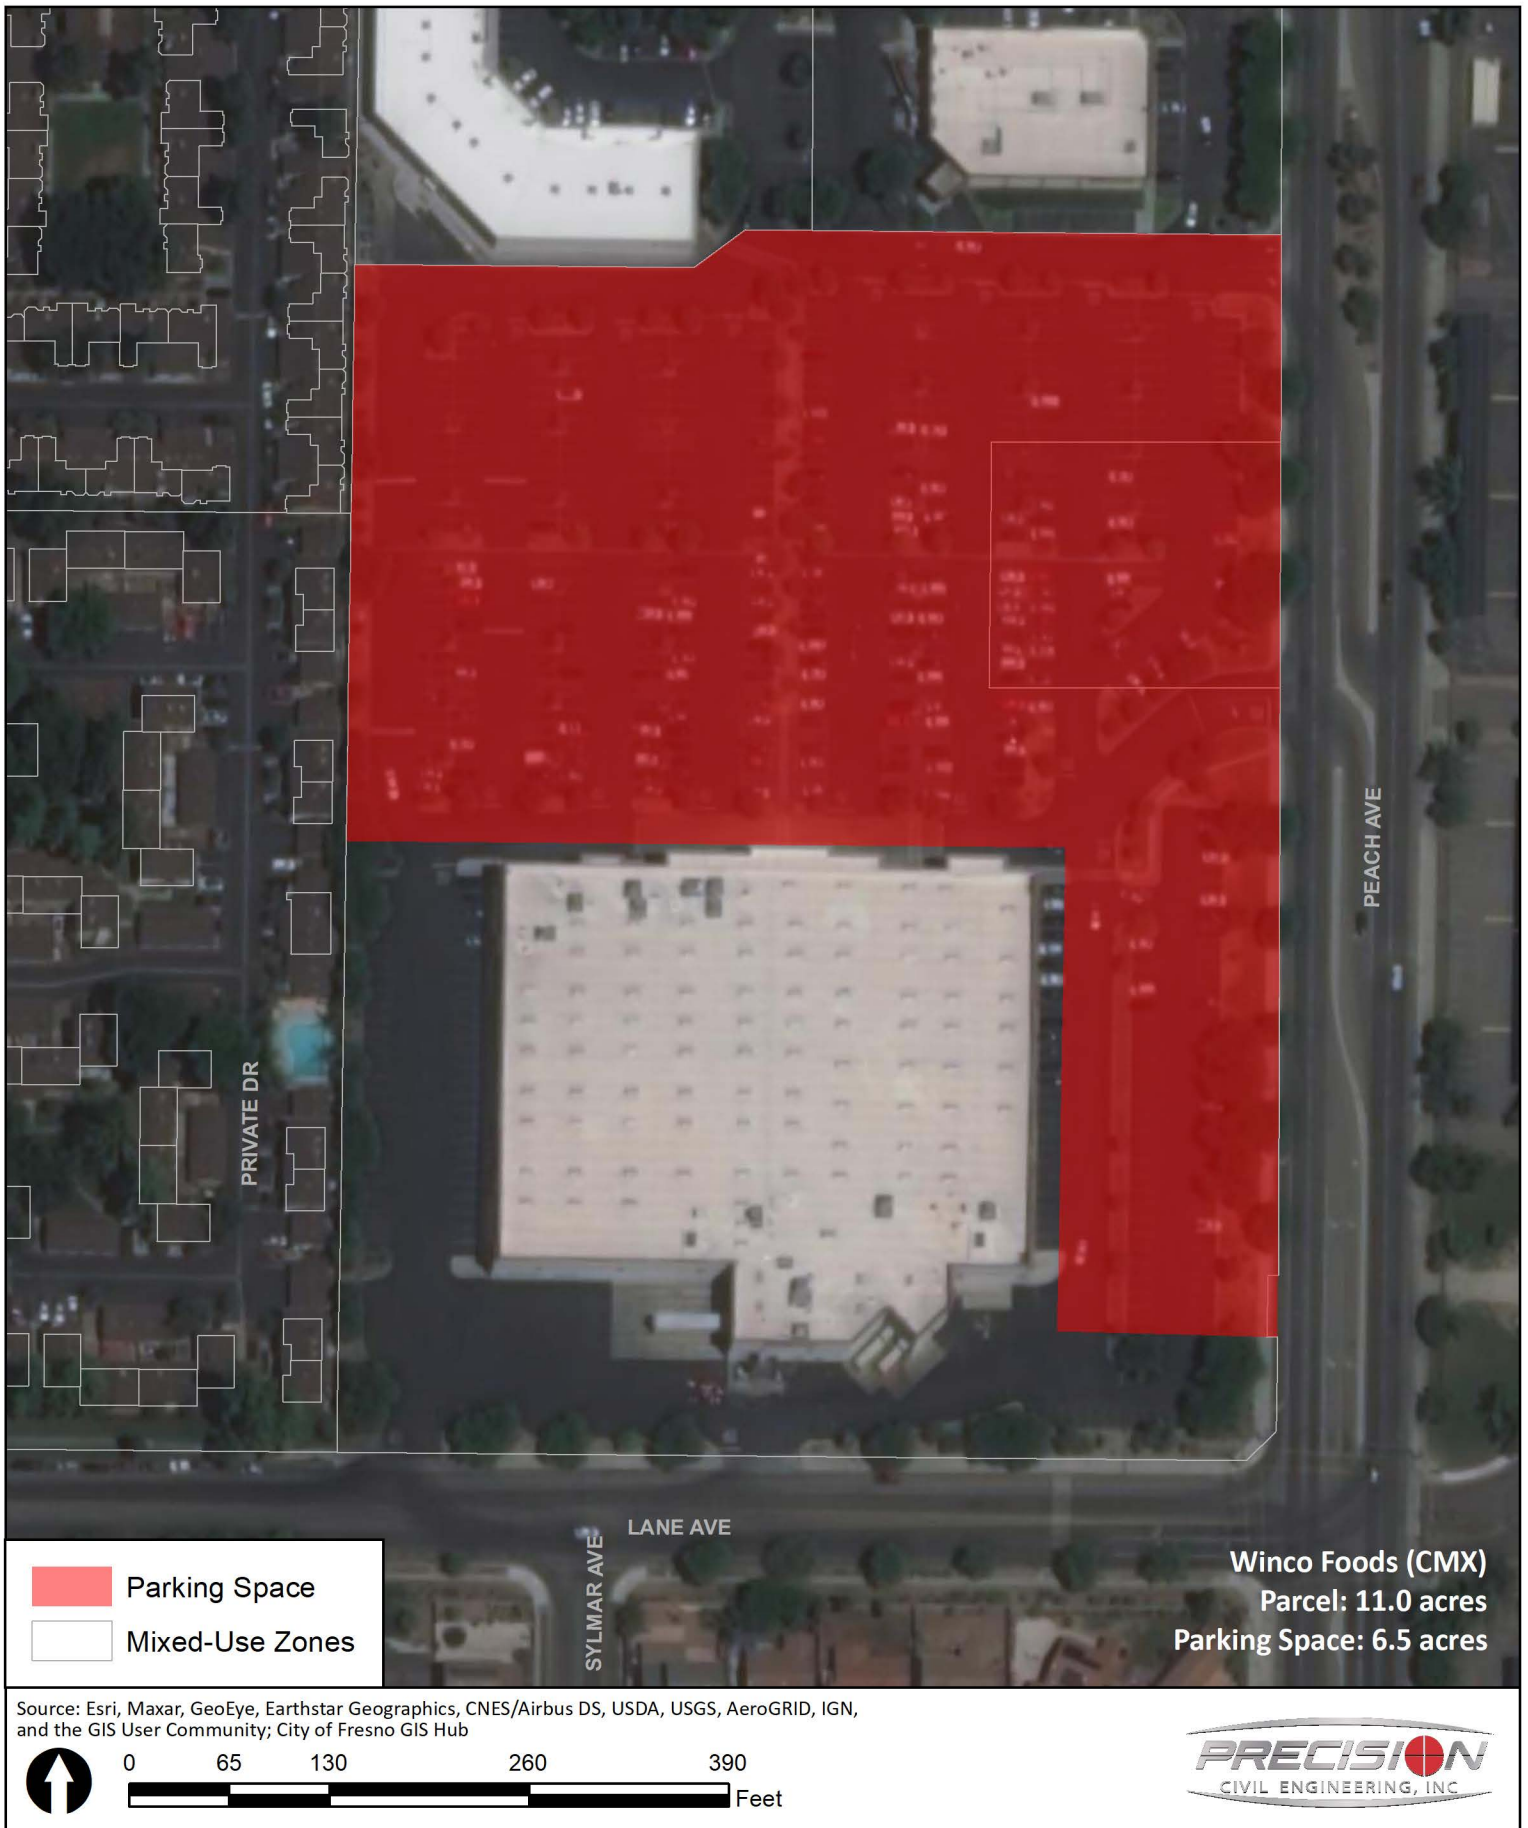 PEACH AVE
PRIVATE DR
LANE AVE
SYLMAR AVE
Winco Foods (CMX)
Parcel: 11.0 acres
Parking Space: 6.5 acres
Parking Space
Mixed-Use Zones
Source: Esri, Maxar, GeoEye, Earthstar Geographics, CNES/Airbus DS, USDA, USGS, AeroGRID, IGN,
and the GIS User Community; City of Fresno GIS Hub
0 65 130 260 390
Feet
PRECISION
CIVIL ENGINEERING, INC